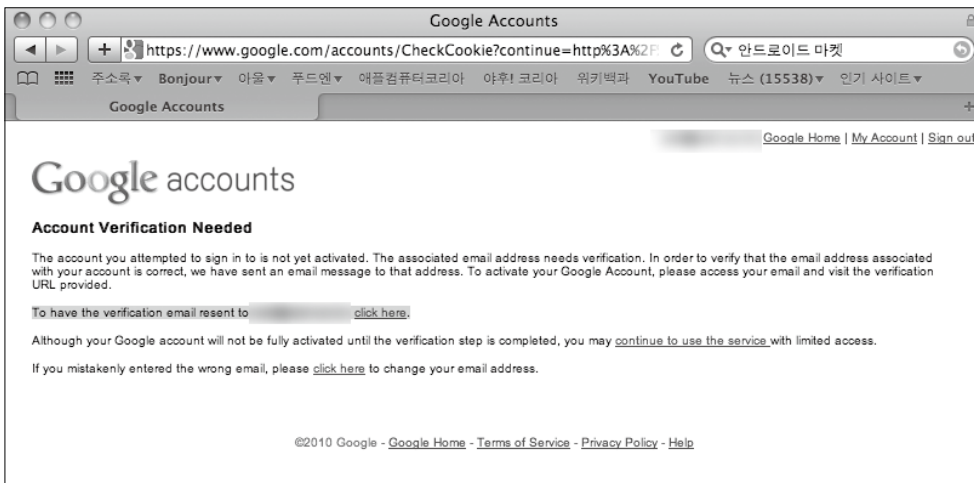 Google Accounts
https://www.google.com/accounts/CheckCookie?continue=http%3A%2F
안드로이드 마켓
주소록 Bonjour 아울 푸드엔 애플컴퓨터코리아 야후! 코리아 위키백과 YouTube 뉴스 (15538) 인기 사이트
Google Accounts
Google Home | My Account | Sign out
Google accounts
Account Verification Needed
The account you attempted to sign in to is not yet activated. The associated email address needs verification. In order to verify that the email address associated
with your account is correct, we have sent an email message to that address. To activate your Google Account, please access your email and visit the verification
URL provided.
To have the verification email resent to click here.
Although your Google account will not be fully activated until the verification step is completed, you may continue to use the service with limited access.
If you mistakenly entered the wrong email, please click here to change your email address.
©2010 Google - Google Home - Terms of Service - Privacy Policy - Help